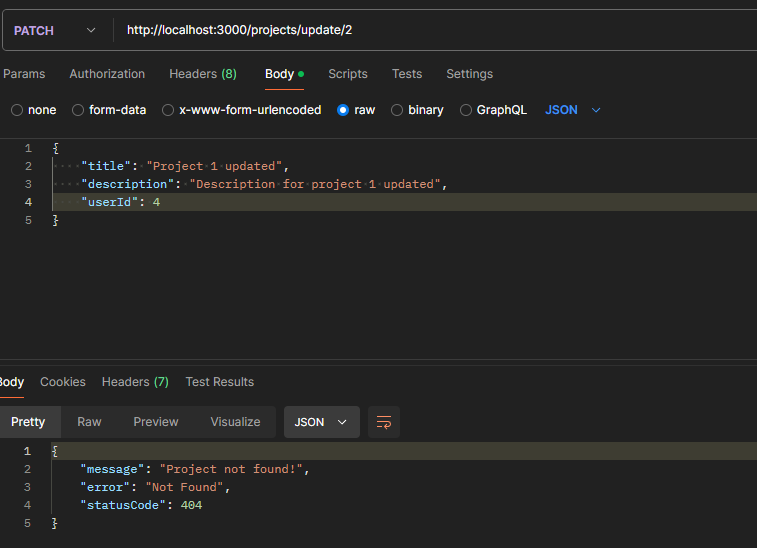 PATCH http://localhost:3000/projects/update/2
Params Authorization Headers (8) Body Scripts Tests Settings
none form-data x-www-form-urlencoded raw binary GraphQL JSON
1 {
2 "title": "Project 1 updated",
3 "description": "Description for project 1 updated",
4 "userId": 4
5 }
Body Cookies Headers (7) Test Results
Pretty Raw Preview Visualize JSON
1 {
2 "message": "Project not found!",
3 "error": "Not Found",
4 "statusCode": 404
5 }